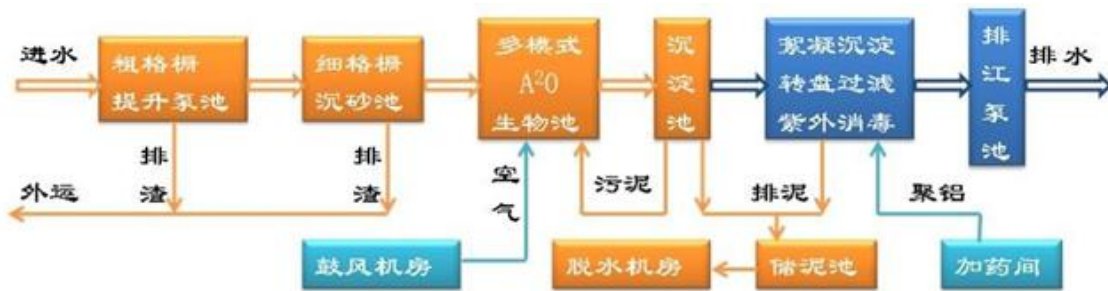 进水
粗格栅
提升泵池
细格栅
沉砂池
多模式
A²O
生物池
沉
淀
池
絮凝沉淀
转盘过滤
紫外消毒
排
江
泵
池
排水
排
渣
排
渣
外运
空
气
污泥
排泥
聚铝
鼓风机房
脱水机房
储泥池
加药间